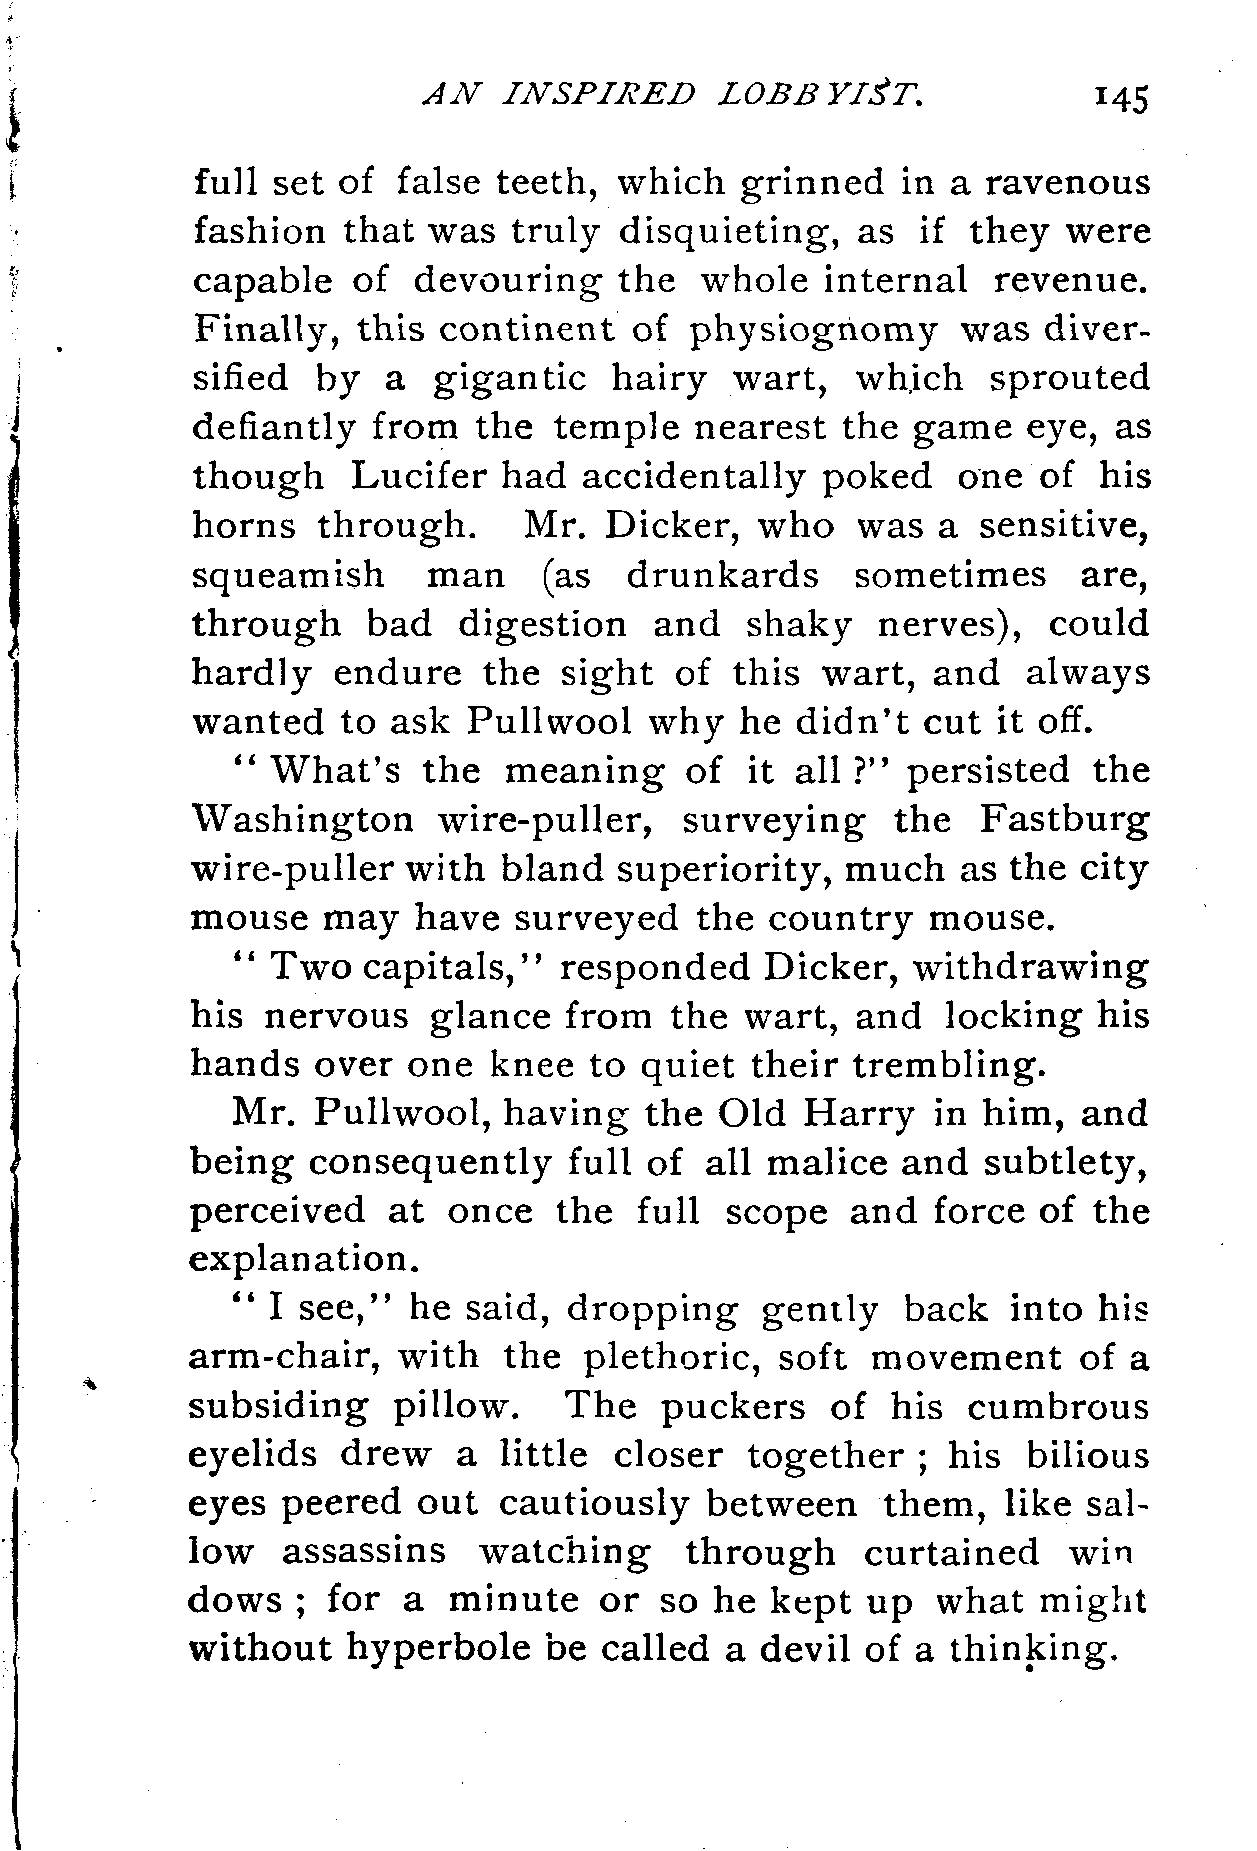 AN INSPIRED LOBBYIST. 145
full set of false teeth, which grinned in a ravenous
fashion that was truly disquieting, as if they were
capable of devouring the whole internal revenue.
Finally, this continent of physiognomy was diver-
sified by a gigantic hairy wart, which sprouted
defiantly from the temple nearest the game eye, as
though Lucifer had accidentally poked one of his
horns through. Mr. Dicker, who was a sensitive,
squeamish man (as drunkards sometimes are,
through bad digestion and shaky nerves), could
hardly endure the sight of this wart, and always
wanted to ask Pullwool why he didn't cut it off.
“ What's the meaning of it all ?” persisted the
Washington wire-puller, surveying the Fastburg
wire-puller with bland superiority, much as the city
mouse may have surveyed the country mouse.
“ Two capitals,” responded Dicker, withdrawing
his nervous glance from the wart, and locking his
hands over one knee to quiet their trembling.
Mr. Pullwool, having the Old Harry in him, and
being consequently full of all malice and subtlety,
perceived at once the full scope and force of the
explanation.
“ I see,” he said, dropping gently back into his
arm-chair, with the plethoric, soft movement of a
subsiding pillow. The puckers of his cumbrous
eyelids drew a little closer together ; his bilious
eyes peered out cautiously between them, like sal-
low assassins watching through curtained win
dows ; for a minute or so he kept up what might
without hyperbole be called a devil of a thinking.